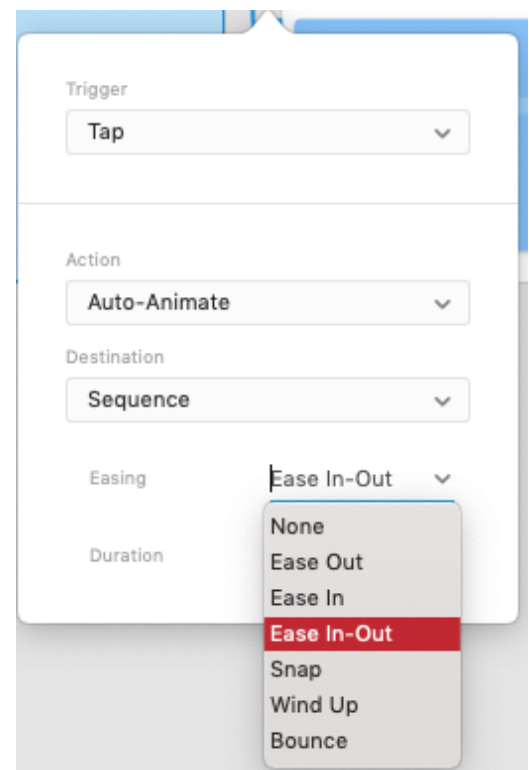 Trigger
Tap
Action
Auto-Animate
Destination
Sequence
Easing
Ease In-Out
Duration
None
Ease Out
Ease In
Ease In-Out
Snap
Wind Up
Bounce